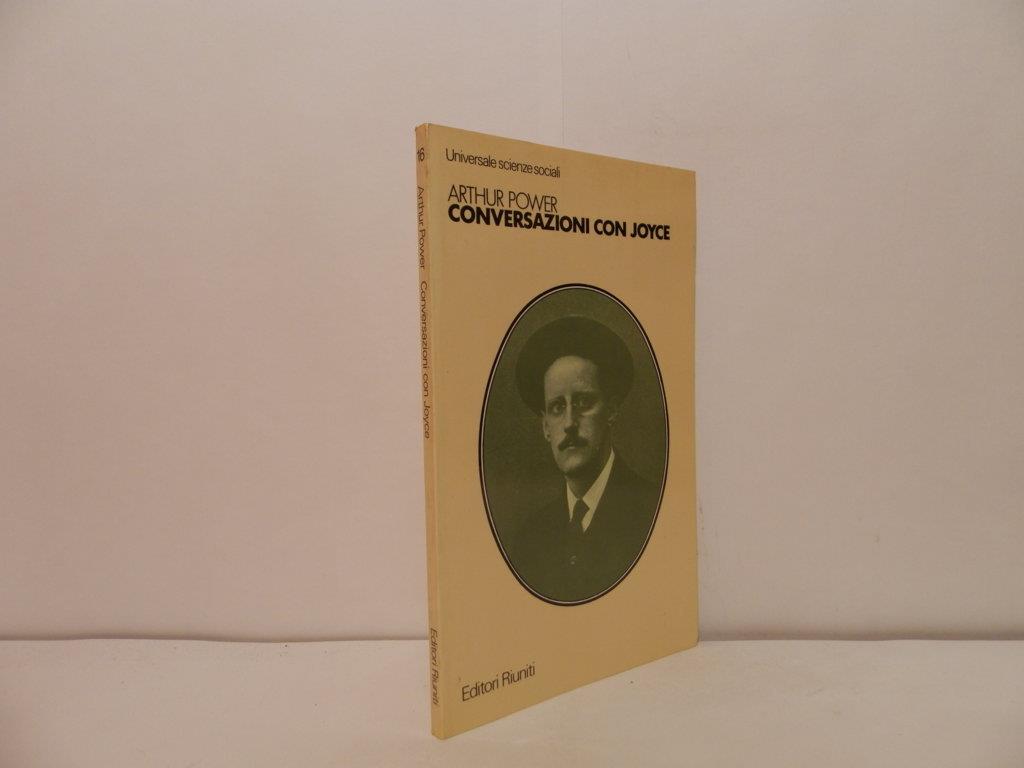 Universale scienze sociali
ARTHUR POWER
CONVERSAZIONI CON JOYCE
Editori Riuniti
16 Arthur Power Conversazioni con Joyce Editori Riuniti